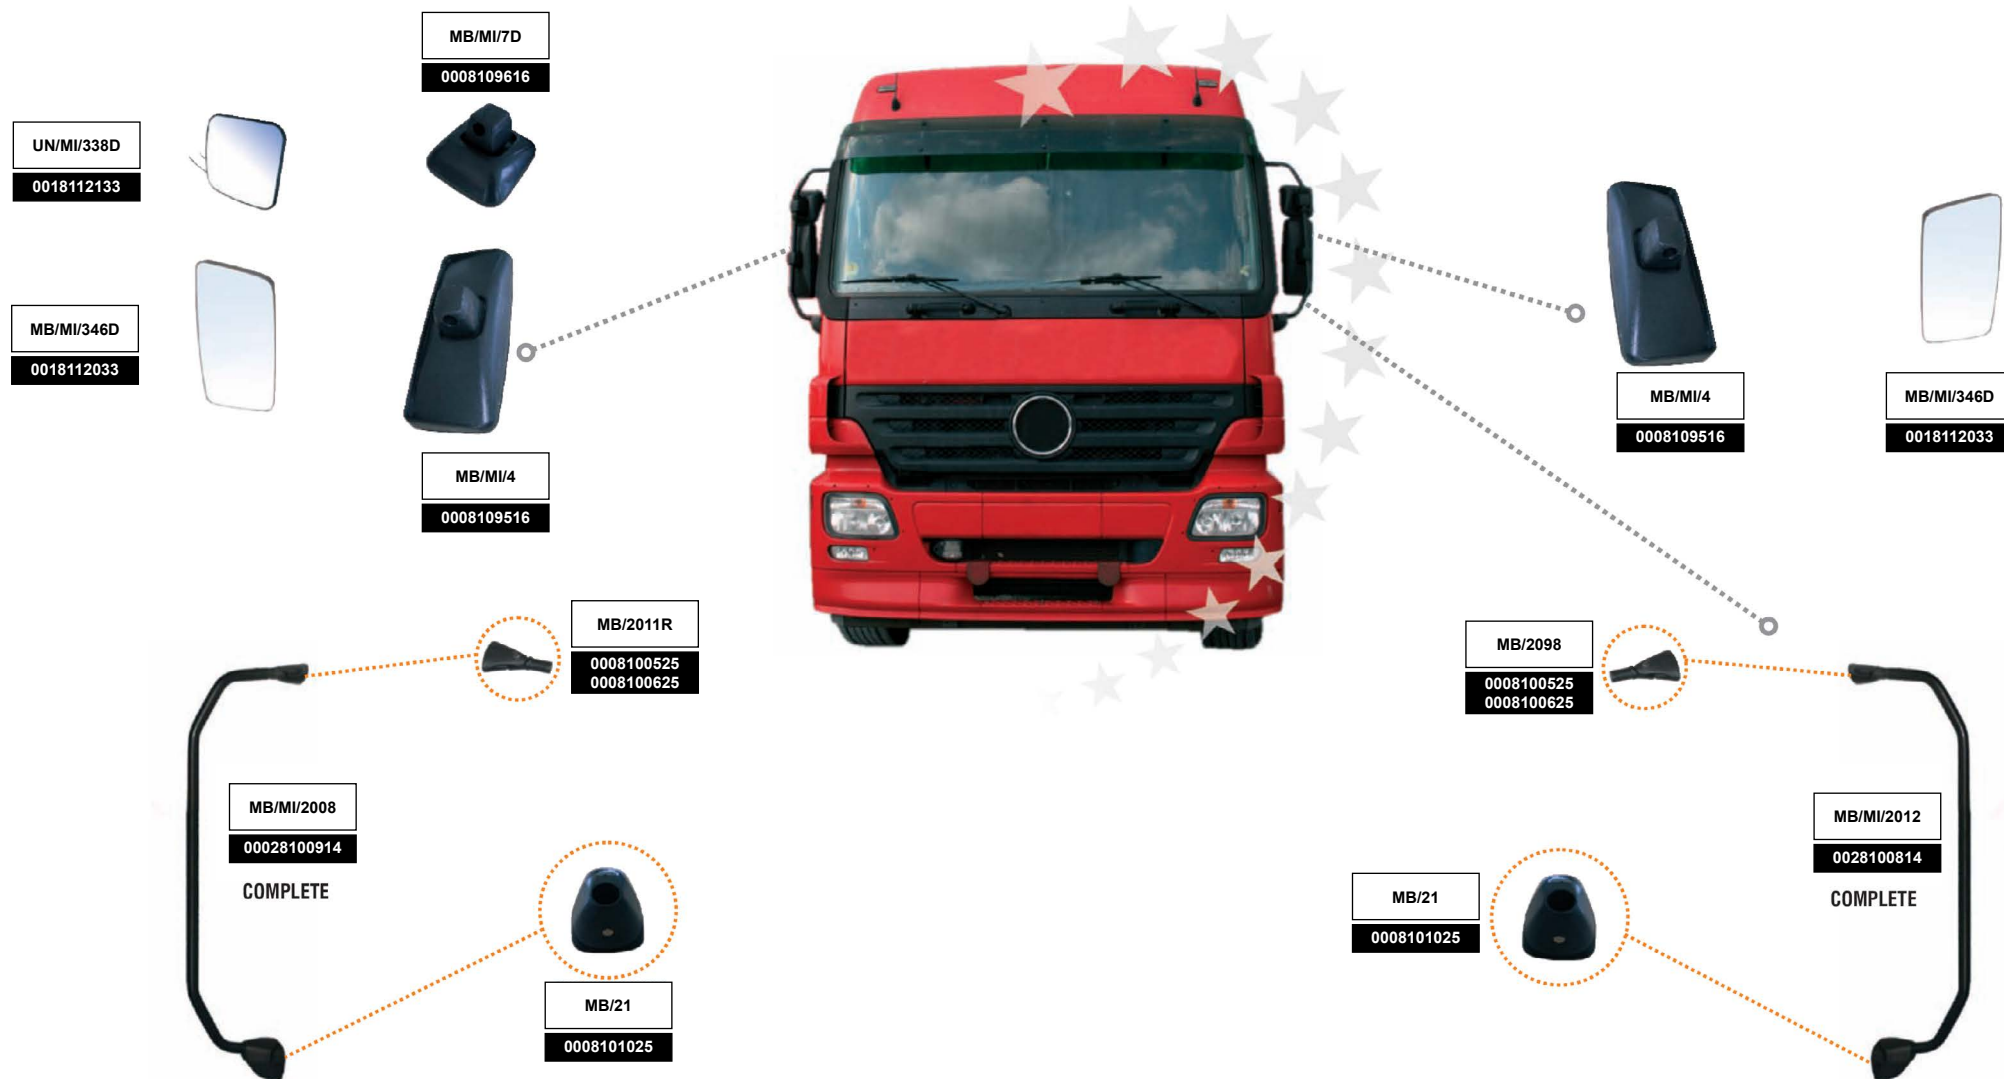 MB/MI/7D
0008109616
UN/MI/338D
0018112133
MB/MI/346D
0018112033
MB/MI/4
0008109516
MB/MI/4
0008109516
MB/MI/346D
0018112033
MB/2011R
0008100525
0008100625
MB/2098
0008100525
0008100625
MB/MI/2008
00028100914
COMPLETE
MB/21
0008101025
MB/21
0008101025
MB/MI/2012
0028100814
COMPLETE